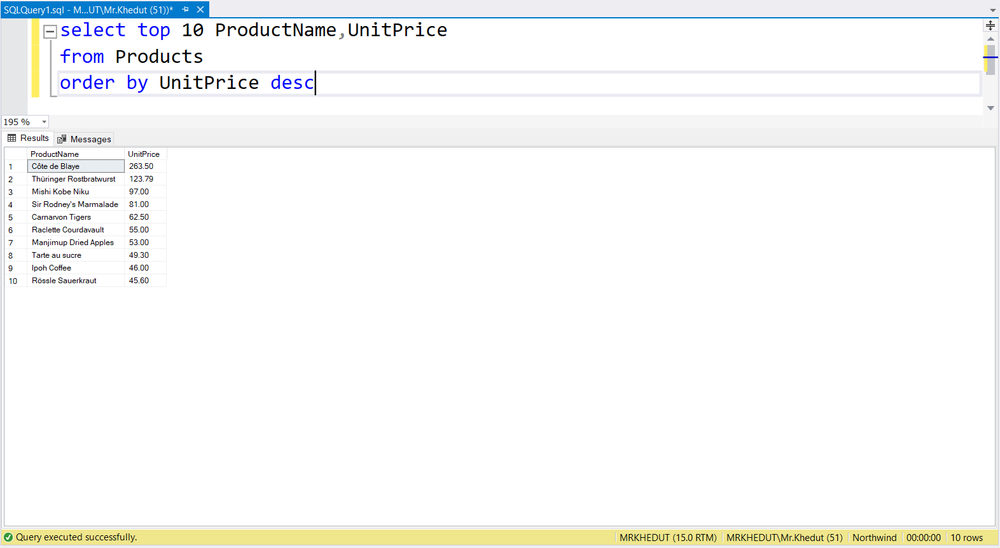 SQLQuery1.sql - M...UT\Mr.Khedut (51))*
select top 10 ProductName,UnitPrice
from Products
order by UnitPrice desc
195 %
Results Messages
ProductName UnitPrice
1 Côte de Blaye 263.50
2 Thüringer Rostbratwurst 123.79
3 Mishi Kobe Niku 97.00
4 Sir Rodney's Marmalade 81.00
5 Carnarvon Tigers 62.50
6 Raclette Courdavault 55.00
7 Manjimup Dried Apples 53.00
8 Tarte au sucre 49.30
9 Ipoh Coffee 46.00
10 Rössle Sauerkraut 45.60
Query executed successfully. MRKHEDUT (15.0 RTM) MRKHEDUT\Mr.Khedut (51) Northwind 00:00:00 10 rows